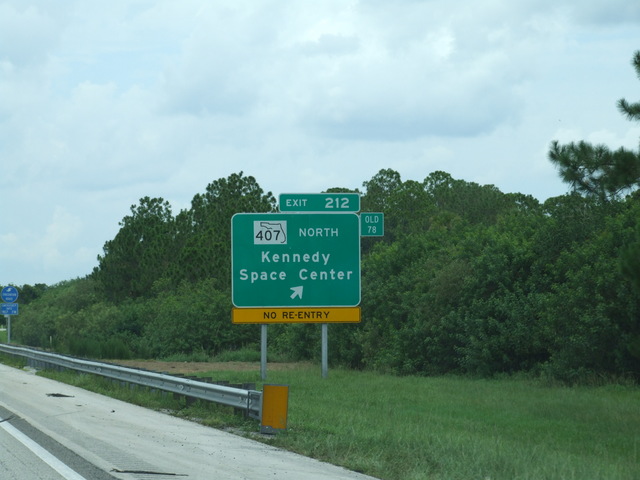 EXIT 212
OLD
78
407 NORTH
Kennedy
Space Center
NO RE-ENTRY